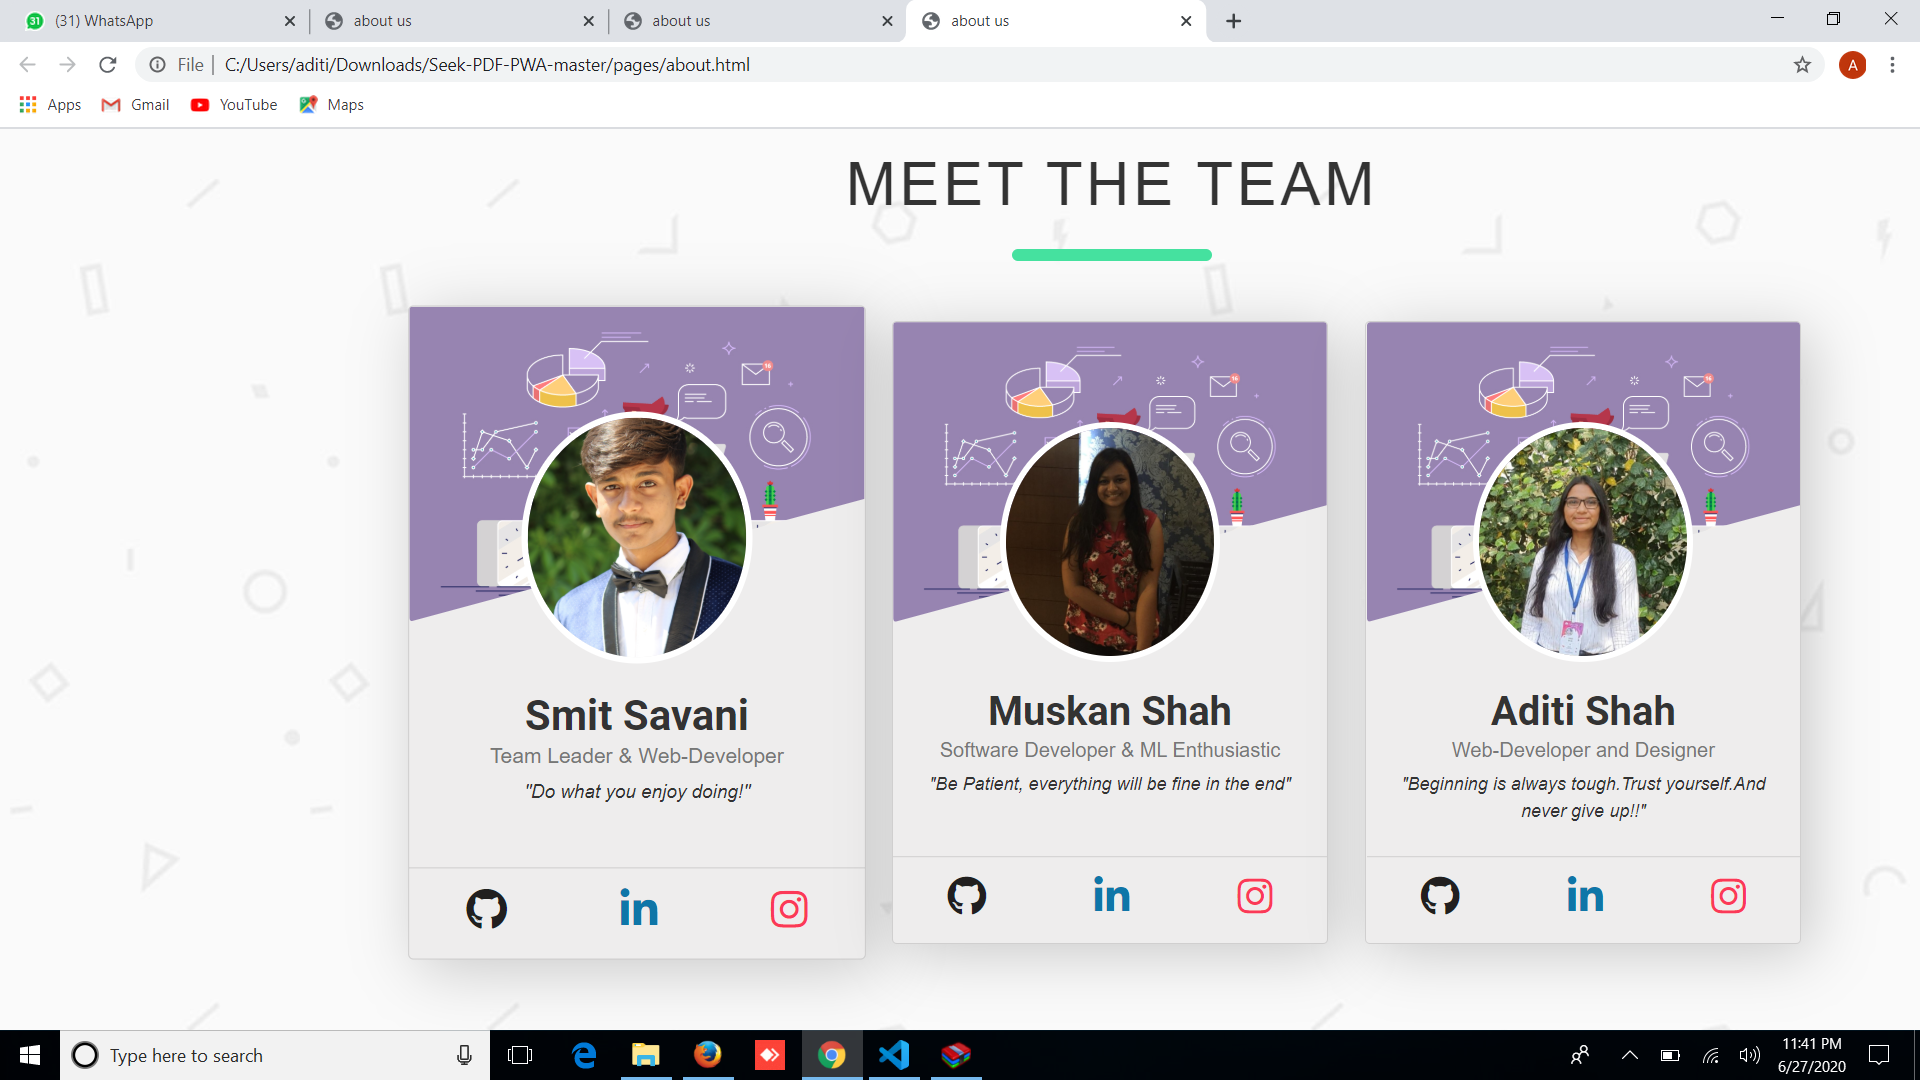 31 (31) WhatsApp
about us
about us
about us
File C:/Users/aditi/Downloads/Seek-PDF-PWA-master/pages/about.html
A
Apps Gmail YouTube Maps
MEET THE TEAM
Smit Savani
Team Leader & Web-Developer
"Do what you enjoy doing!"
in
Muskan Shah
Software Developer & ML Enthusiastic
"Be Patient, everything will be fine in the end"
in
Aditi Shah
Web-Developer and Designer
"Beginning is always tough.Trust yourself.And
never give up!!"
in
Type here to search
11:41 PM
6/27/2020